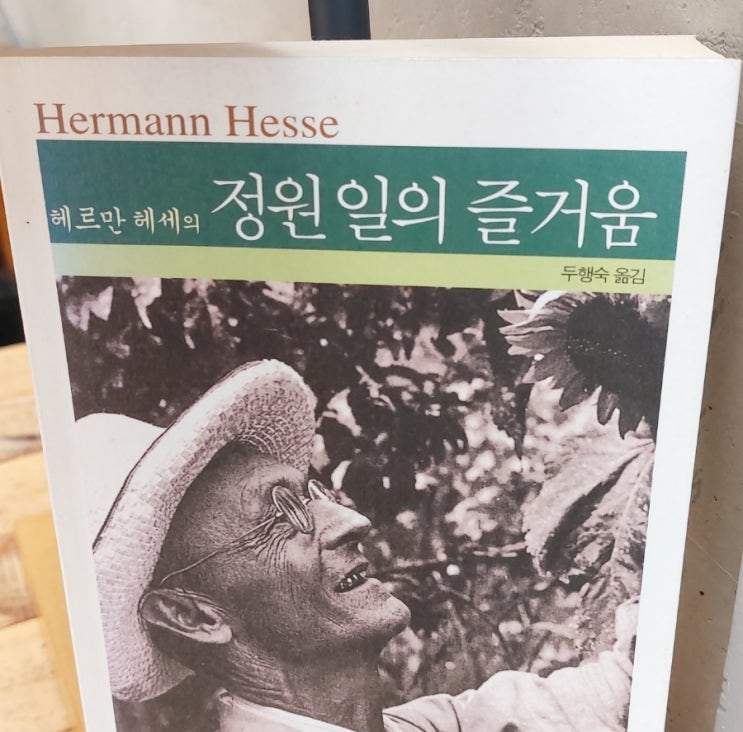 Hermann Hesse
헤르만 헤세의 정원 일의 즐거움
두행숙 옮김